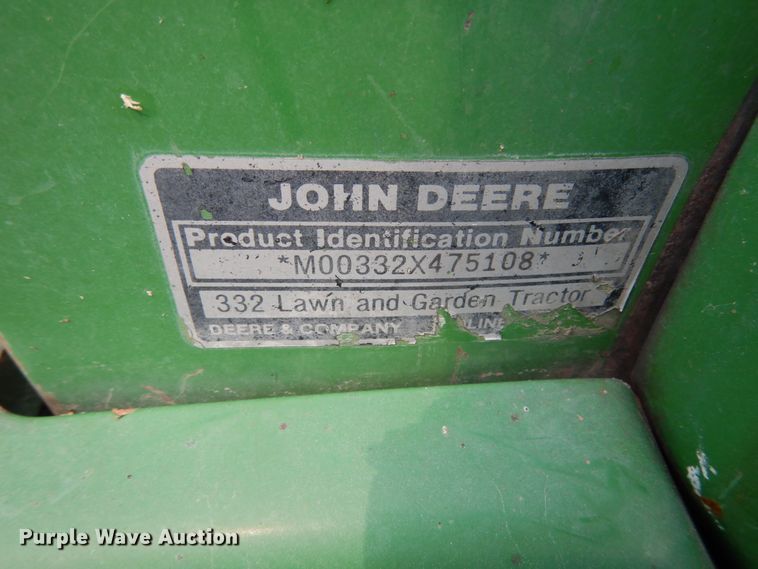 JOHN DEERE
Product Identification Number
*M00332X475108*
332 Lawn and Garden Tractor
DEERE & COMPANY
Purple Wave Auction